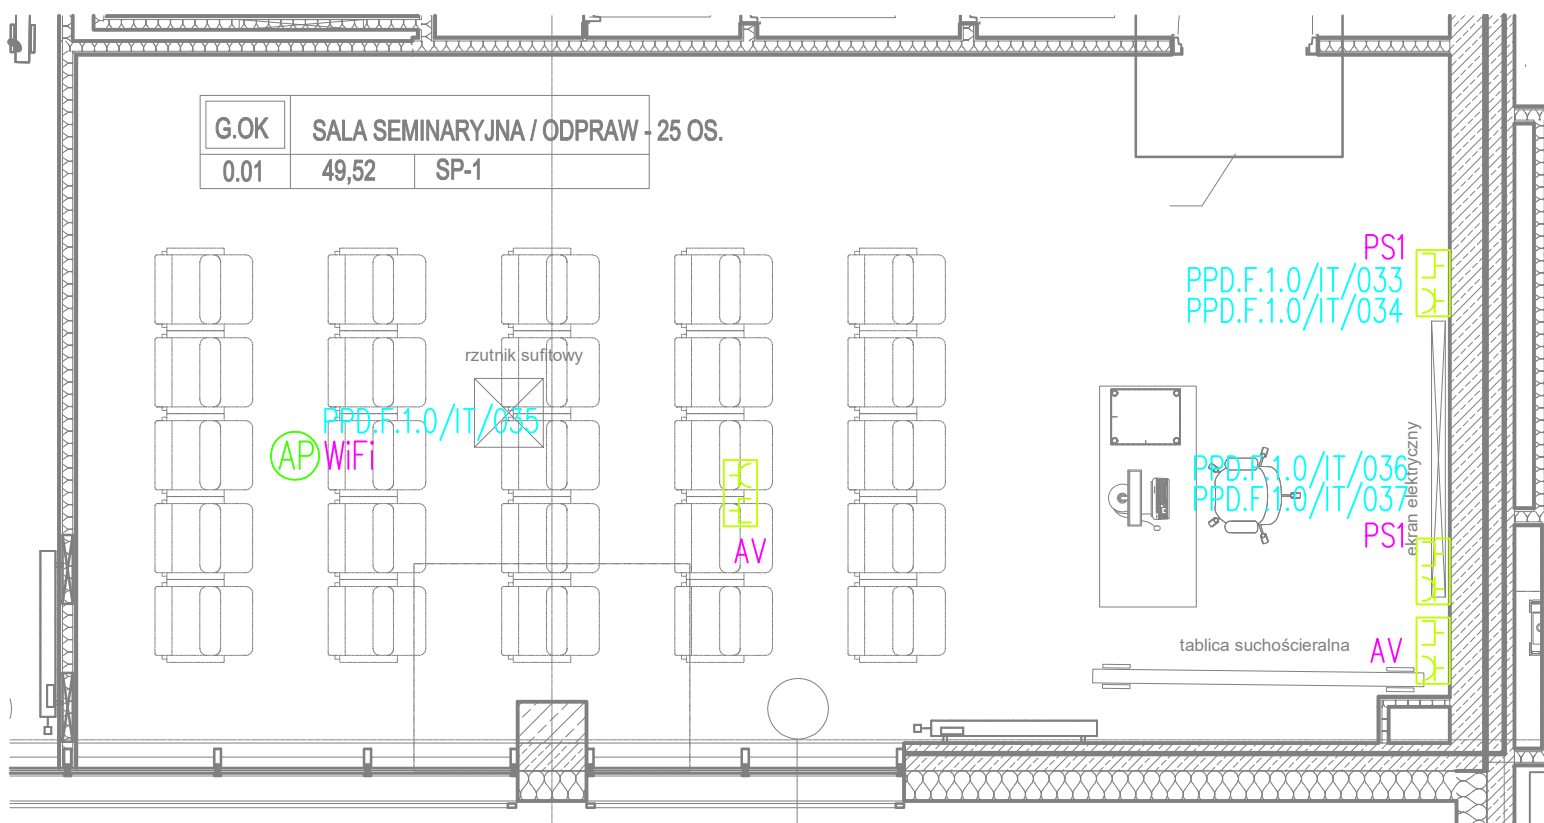 G.OK SALA SEMINARYJNA / ODPRAW - 25 OS.
0.01 49,52 SP-1
PS1
PPD.F.1.0/IT/033
PPD.F.1.0/IT/034
rzutnik sufitowy
PPD.F.1.0/IT/035
AP WiFi
AV
PPD.F.1.0/IT/036
PPD.F.1.0/IT/037
PS1
ekran elektryczny
tablica suchościeralna
AV